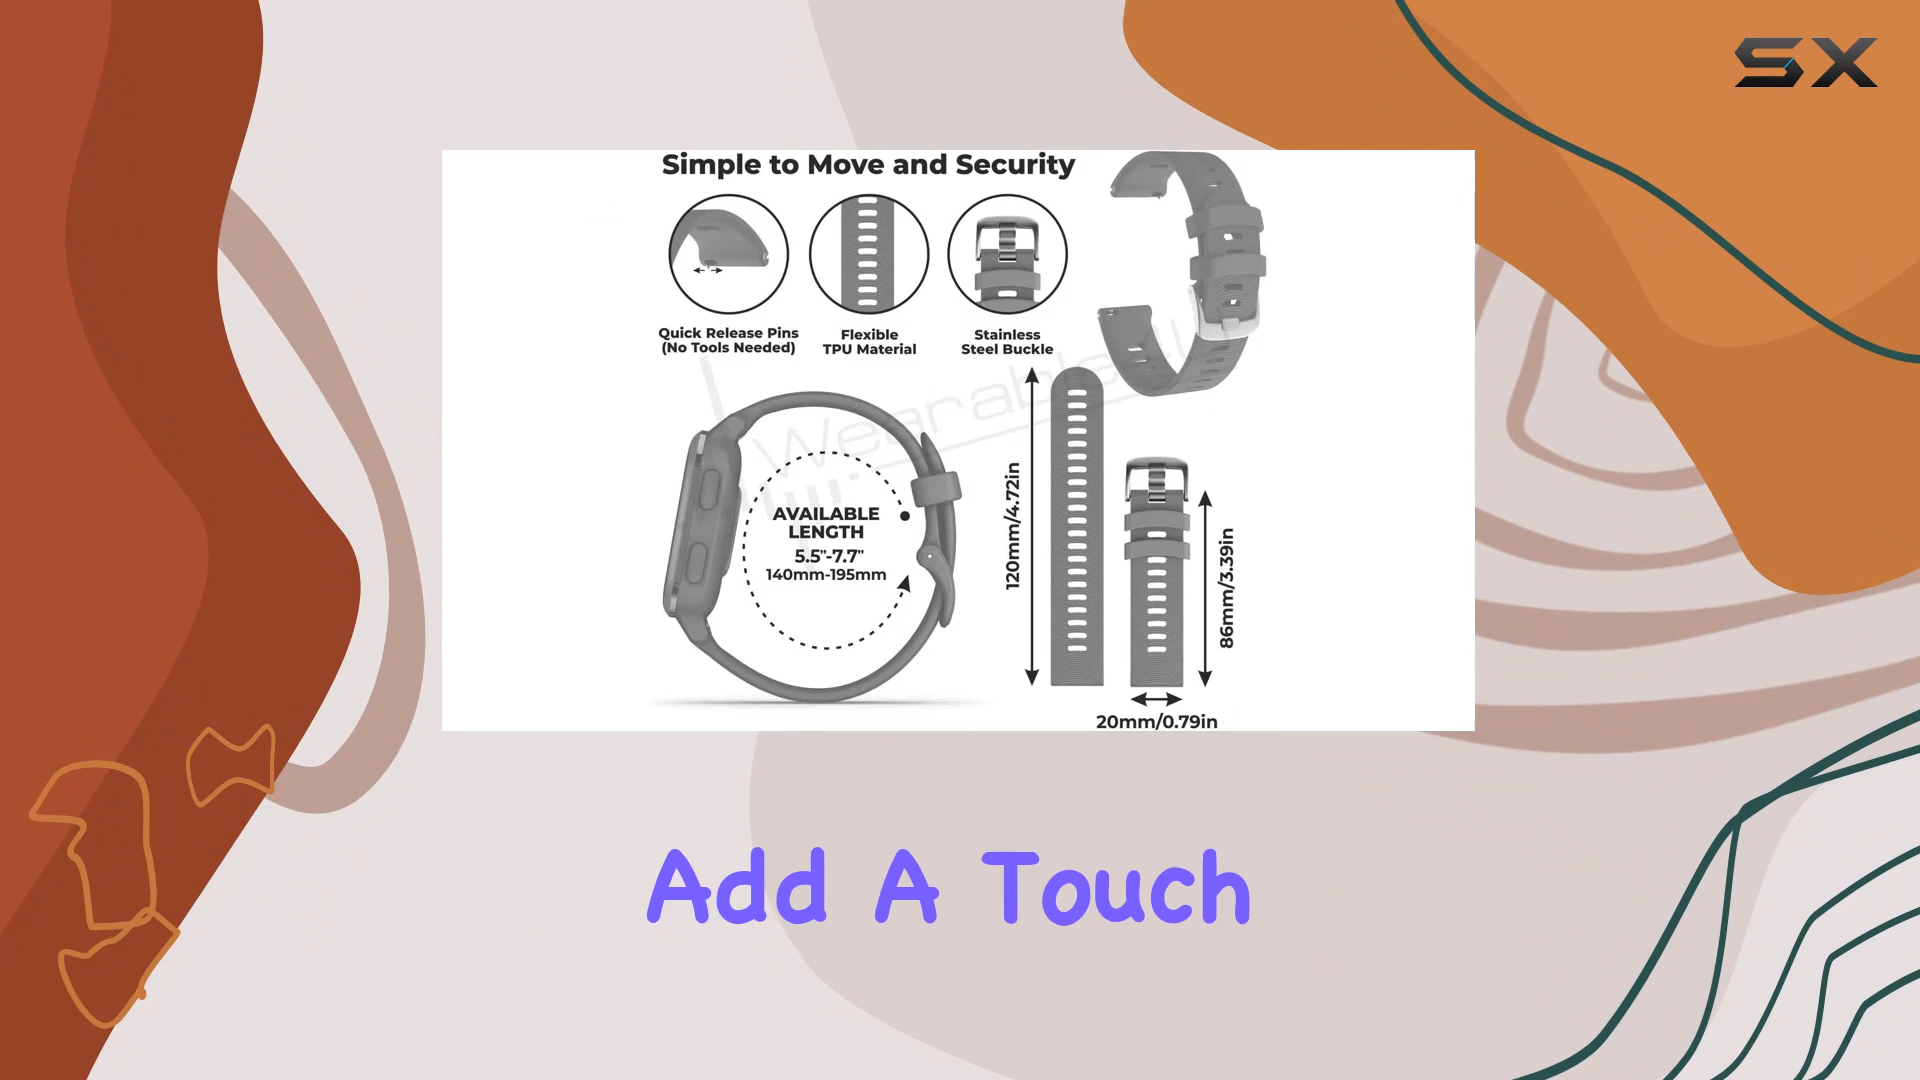 SX
Simple to Move and Security
Quick Release Pins
(No Tools Needed)
Flexible
TPU Material
Stainless
Steel Buckle
AVAILABLE
LENGTH
5.5"-7.7"
140mm-195mm
120mm/4.72in
86mm/3.39in
20mm/0.79in
Add A Touch